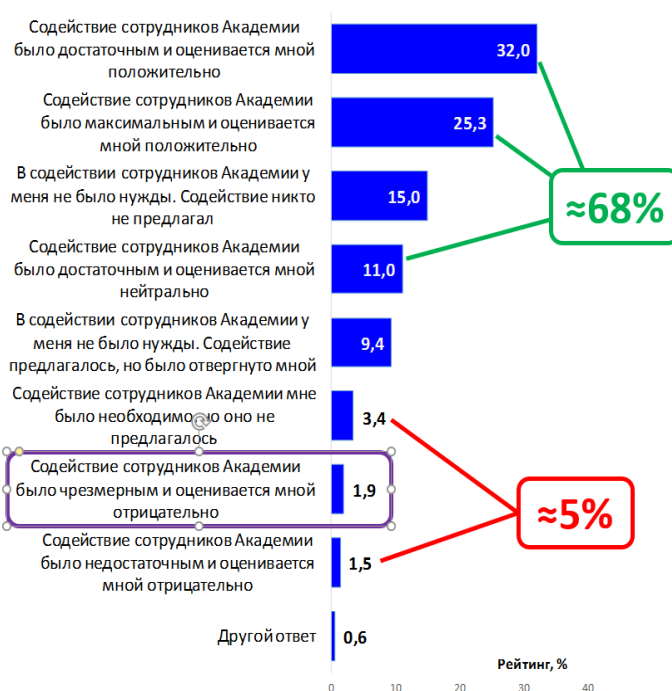 Содействие сотрудников Академии
было достаточным и оценивается мной
положительно
32,0
Содействие сотрудников Академии
было максимальным и оценивается
мной положительно
25,3
≈68%
В содействии сотрудников Академии у
меня не было нужды. Содействие никто
не предлагал
15,0
Содействие сотрудников Академии
было достаточным и оценивается мной
нейтрально
11,0
В содействии сотрудников Академии у
меня не было нужды. Содействие
предлагалось, но было отвергнуто мной
9,4
Содействие сотрудников Академии мне
было необходимо, но оно не
предлагалось
3,4
Содействие сотрудников Академии
было чрезмерным и оценивается мной
отрицательно
1,9
≈5%
Содействие сотрудников Академии
было недостаточным и оценивается
мной отрицательно
1,5
Другой ответ
0,6
Рейтинг, %
0 10 20 30 40